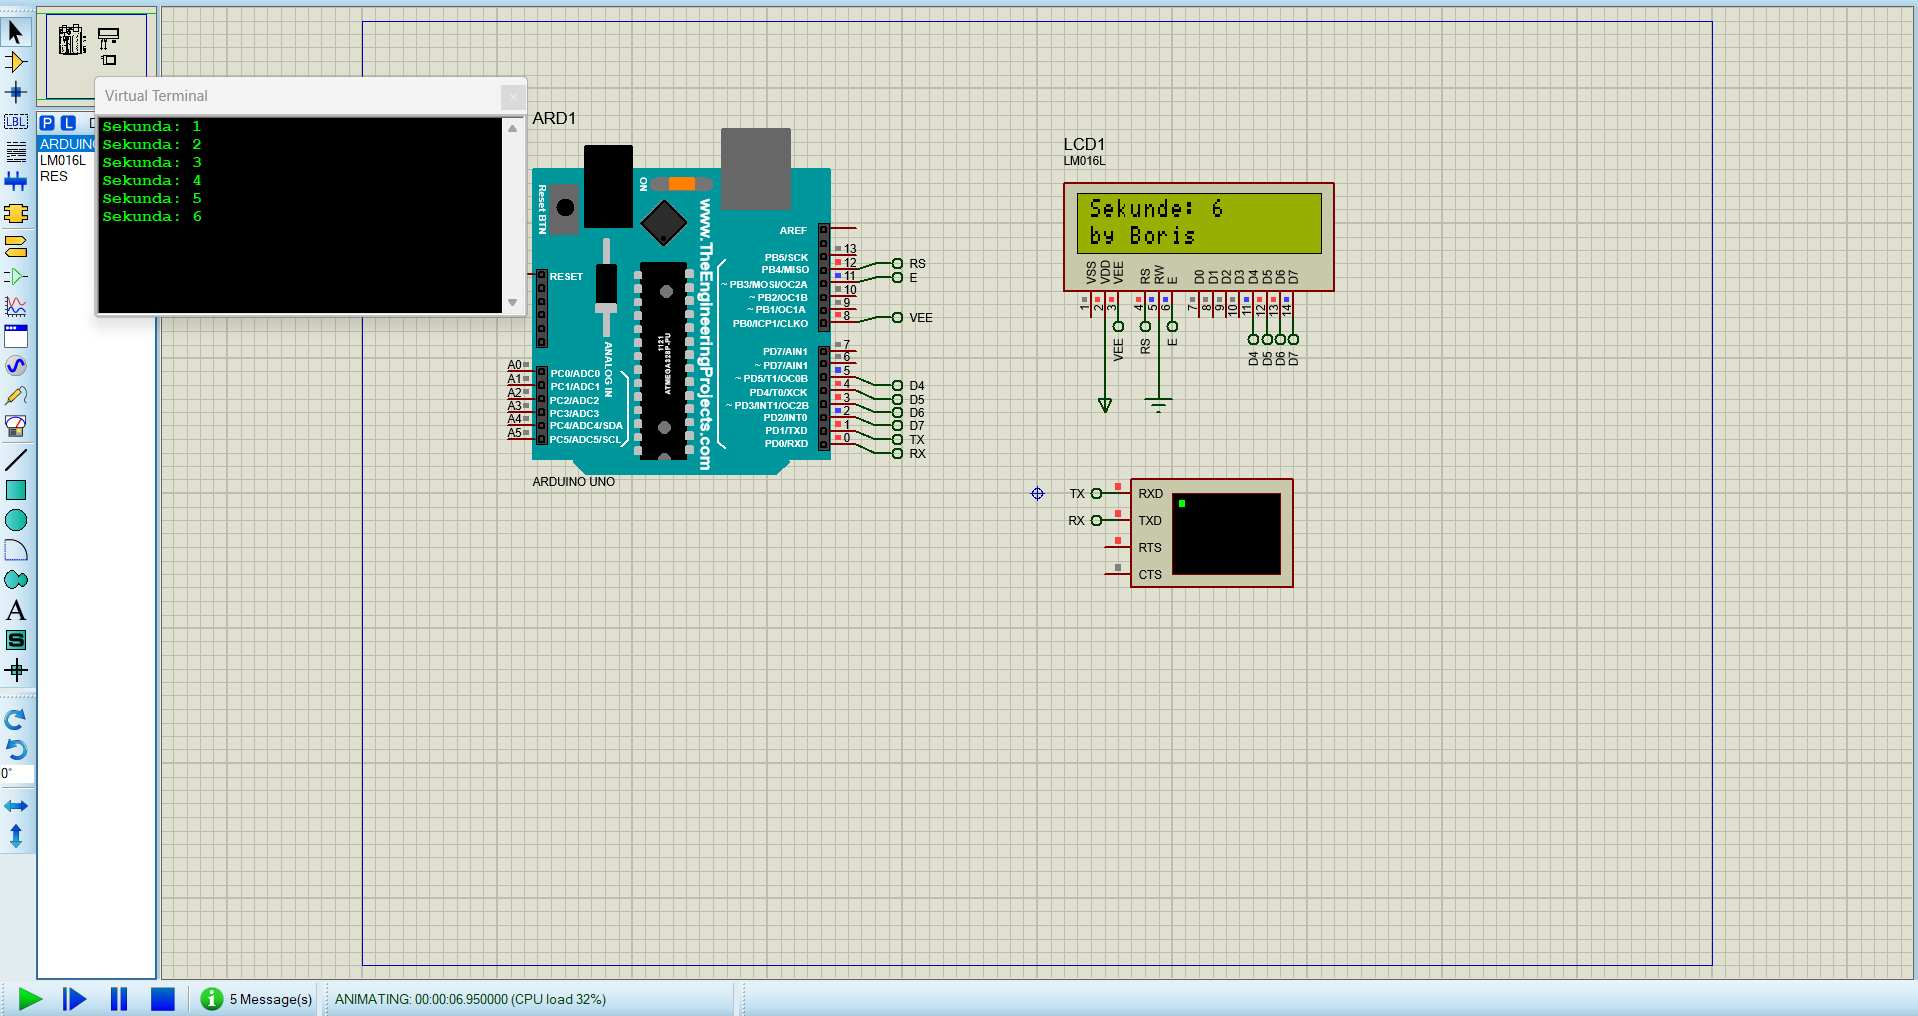 LBL
P L
ARDUINO
LM016L
RES
Virtual Terminal
Sekunda: 1
Sekunda: 2
Sekunda: 3
Sekunda: 4
Sekunda: 5
Sekunda: 6
ARD1
Reset BTN
ON
www.TheEngineeringProjects.com
RESET
ANALOG IN
1121
ATMEGA328P-PU
A0 PC0/ADC0
A1 PC1/ADC1
A2 PC2/ADC2
A3 PC3/ADC3
A4 PC4/ADC4/SDA
A5 PC5/ADC5/SCL
AREF
PB5/SCK 13
PB4/MISO 12 RS
~ PB3/MOSI/OC2A 11 E
~ PB2/OC1B 10
~ PB1/OC1A 9
PB0/ICP1/CLKO 8 VEE
PD7/AIN1 7
~ PD7/AIN1 6
~ PD5/T1/OC0B 5 D4
PD4/T0/XCK 4 D5
~ PD3/INT1/OC2B 3 D6
PD2/INT0 2 D7
PD1/TXD 1 TX
PD0/RXD 0 RX
ARDUINO UNO
LCD1
LM016L
Sekunde: 6
by Boris
VSS VDD VEE RS RW E D0 D1 D2 D3 D4 D5 D6 D7
1 2 3 4 5 6 7 8 9 10 11 12 13 14
VEE RS E D4 D5 D6 D7
TX RXD
RX TXD
RTS
CTS
A
S
0°
5 Message(s)
ANIMATING: 00:00:06.950000 (CPU load 32%)